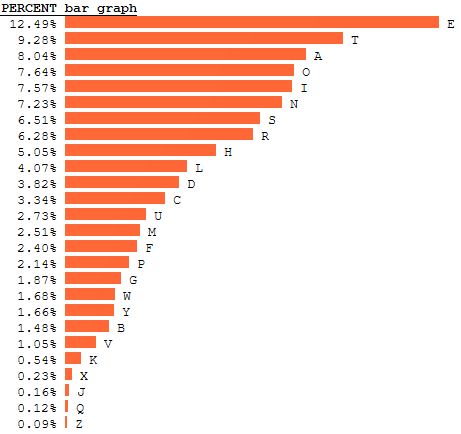 PERCENT bar graph
12.49% E
9.28% T
8.04% A
7.64% O
7.57% I
7.23% N
6.51% S
6.28% R
5.05% H
4.07% L
3.82% D
3.34% C
2.73% U
2.51% M
2.40% F
2.14% P
1.87% G
1.68% W
1.66% Y
1.48% B
1.05% V
0.54% K
0.23% X
0.16% J
0.12% Q
0.09% Z